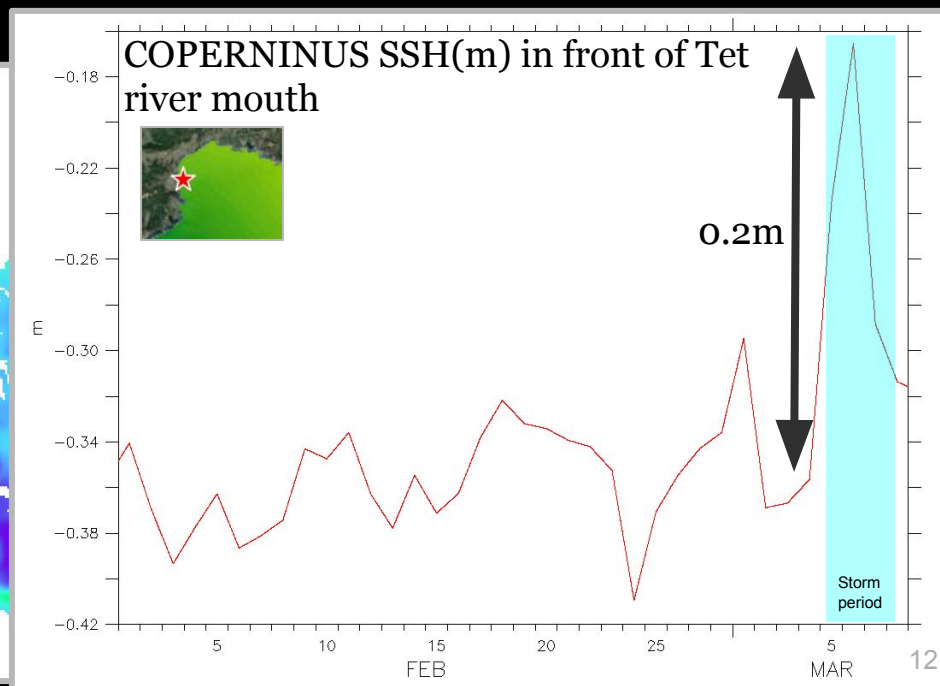 COPERNINUS SSH(m) in front of Tet
river mouth
−0.18
−0.22
0.2m
−0.26
m
−0.30
−0.34
−0.38
Storm
period
−0.42
5 10 15 20 25 5
FEB MAR
12